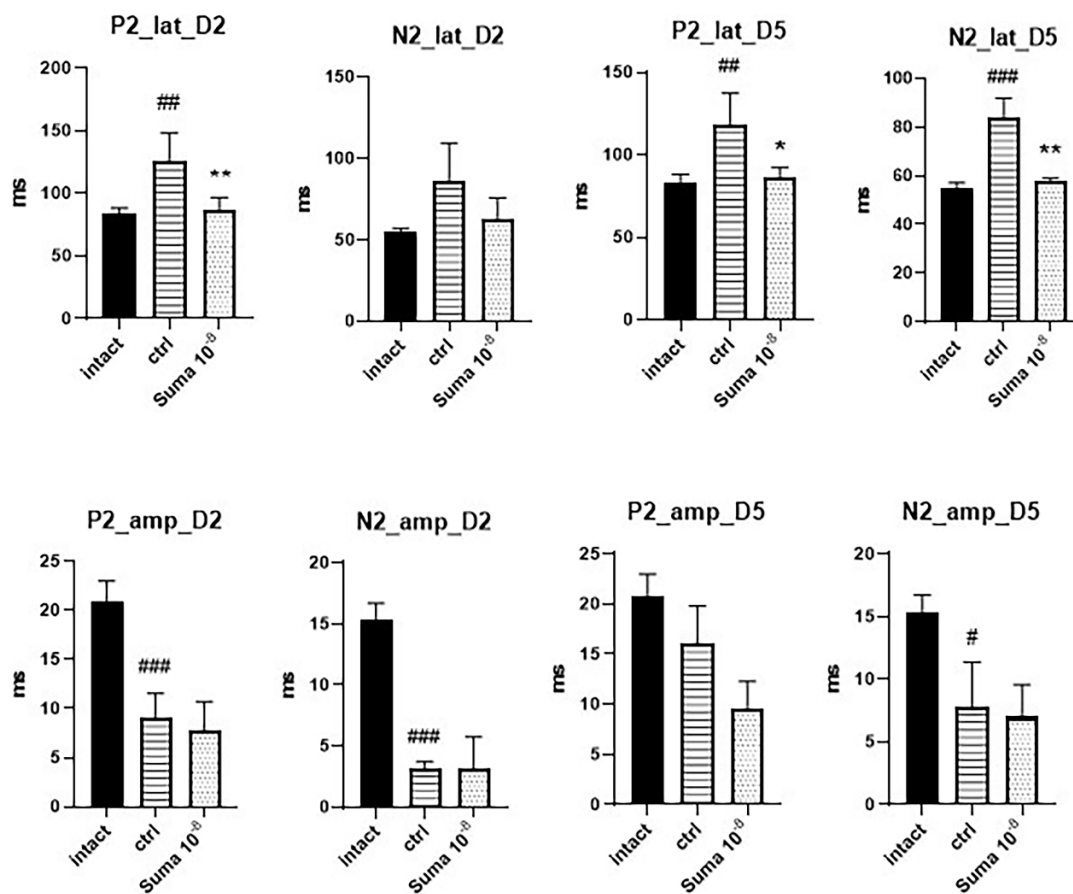 P2_lat_D2
200
150
100
50
0
ms
##
**
intact
ctrl
Suma 10⁻⁸
N2_lat_D2
150
100
50
0
ms
intact
ctrl
Suma 10⁻⁸
P2_lat_D5
150
100
50
0
ms
##
*
intact
ctrl
Suma 10⁻⁸
N2_lat_D5
100
80
60
40
20
0
ms
###
**
intact
ctrl
Suma 10⁻⁸
P2_amp_D2
25
20
15
10
5
0
ms
###
intact
ctrl
Suma 10⁻⁸
N2_amp_D2
20
15
10
5
0
ms
###
intact
ctrl
Suma 10⁻⁸
P2_amp_D5
25
20
15
10
5
0
ms
intact
ctrl
Suma 10⁻⁸
N2_amp_D5
20
15
10
5
0
ms
#
intact
ctrl
Suma 10⁻⁸